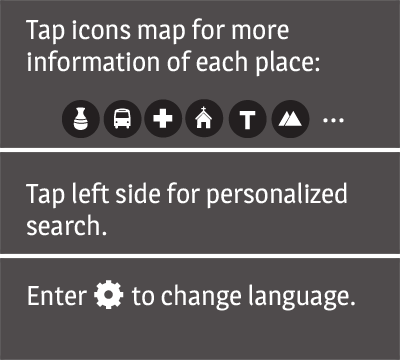 Tap icons map for more
information of each place:
T
...
Tap left side for personalized
search.
Enter to change language.